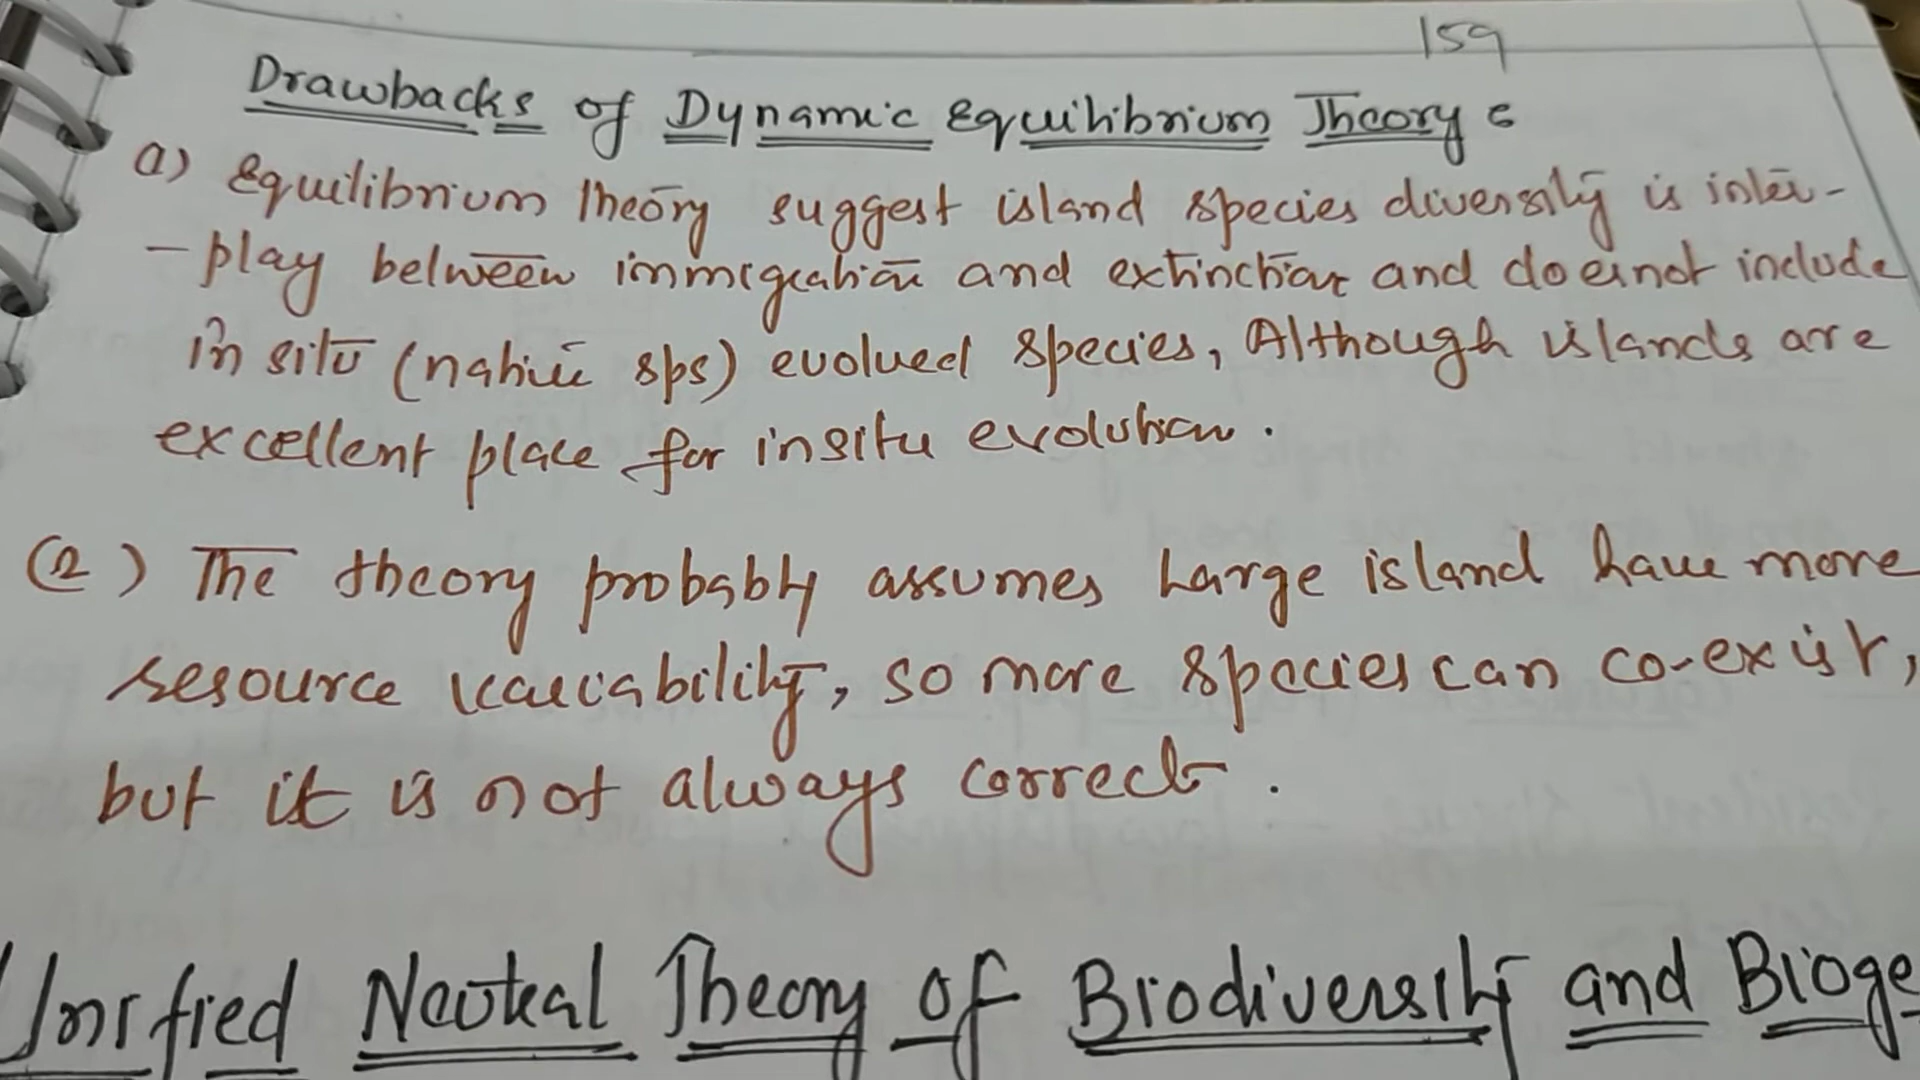 159
Drawbacks of Dynamic Equilibrium Theory :
a) Equilibrium theory suggest island species diversity is inter-
- play between immigration and extinction and does not include
in situ (native sps) evolved species, Although islands are
excellent place for insitu evolution.
(2) The theory probably assumes Large island have more
resource variability, so more species can co-exist,
but it is not always correct.
Unified Neutral Theory of Biodiversity and Bioge